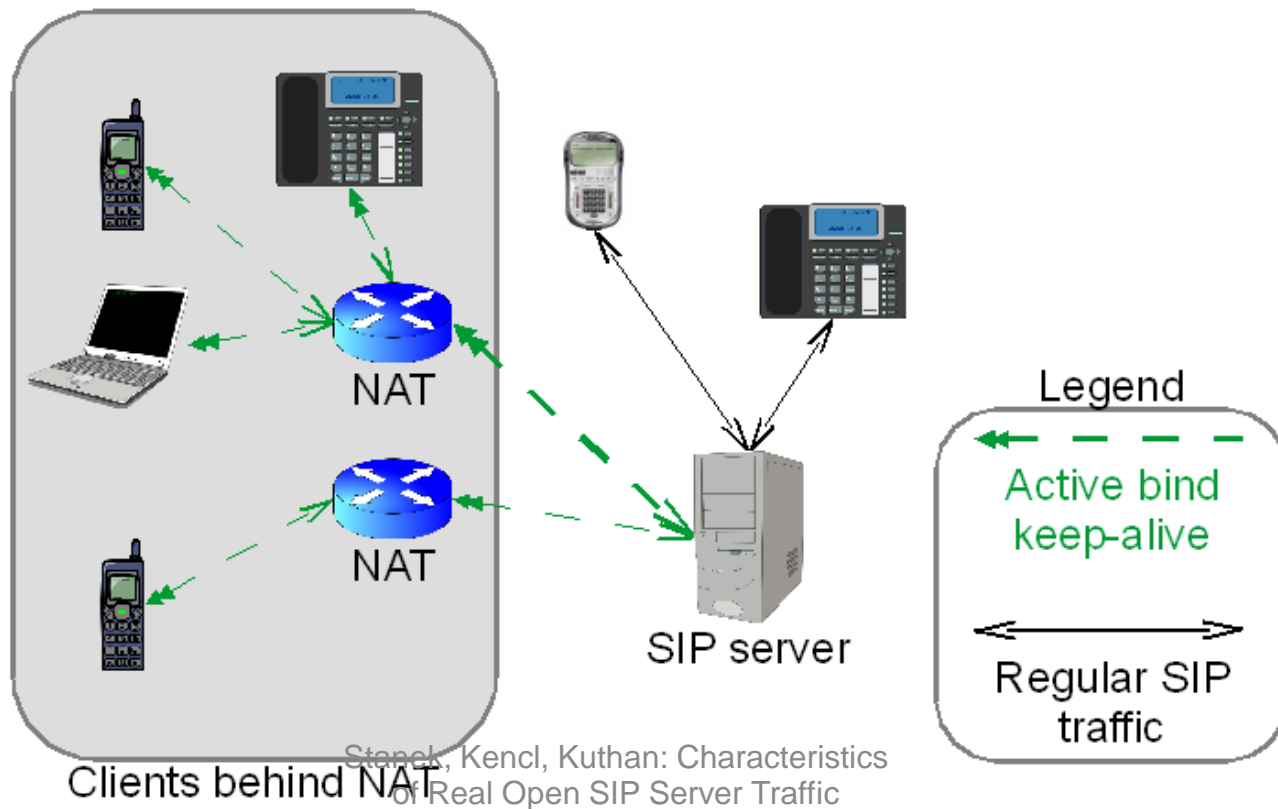 NAT
NAT
SIP server
Legend
Active bind
keep-alive
Regular SIP
traffic
Clients behind NAT
Stanek, Kencl, Kuthan: Characteristics
of Real Open SIP Server Traffic